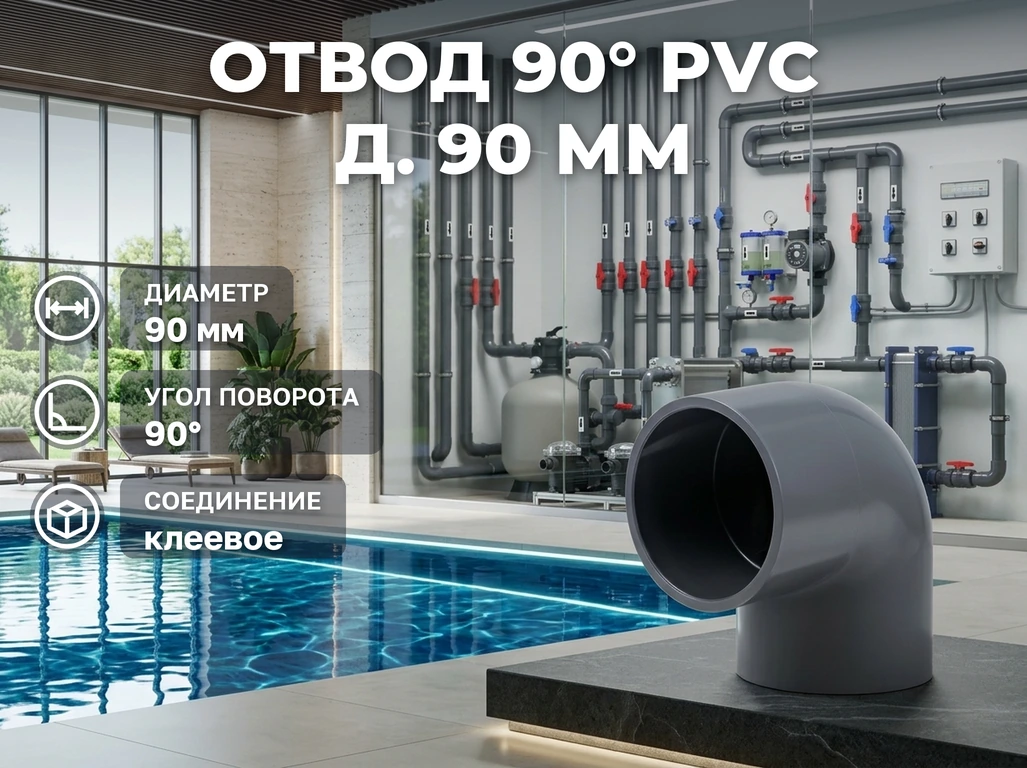 ОТВОД 90° PVC
Д. 90 ММ
ДИАМЕТР
90 мм
УГОЛ ПОВОРОТА
90°
СОЕДИНЕНИЕ
клеевое